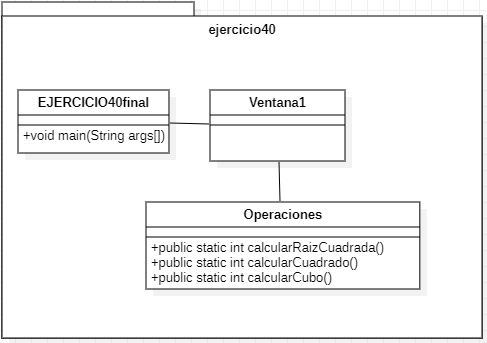 ejercicio40
EJERCICIO40final
+void main(String args[])
Ventana1
Operaciones
+public static int calcularRaizCuadrada()
+public static int calcularCuadrado()
+public static int calcularCubo()